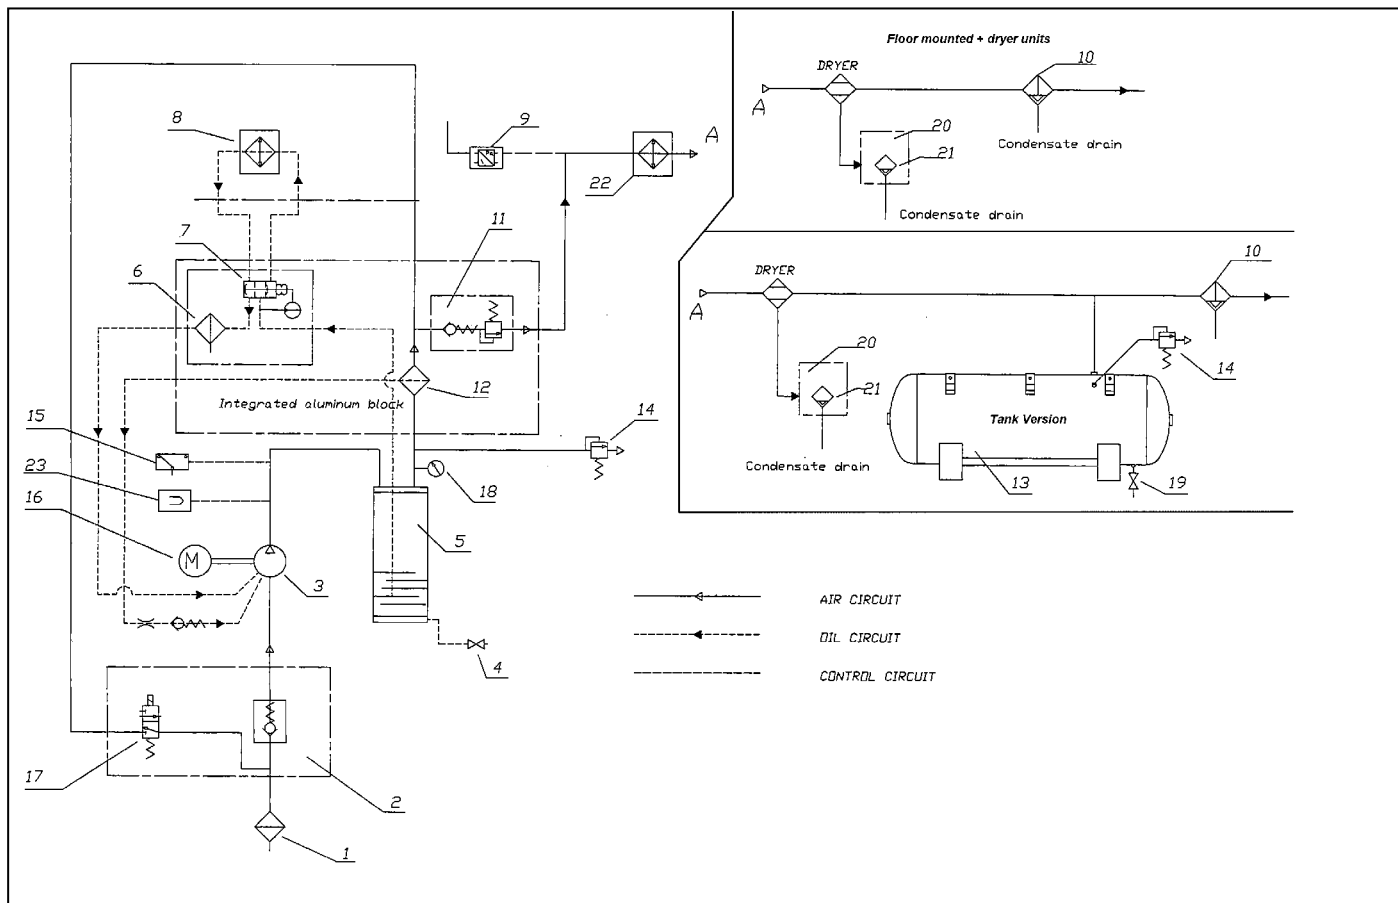 Floor mounted + dryer units
DRYER
10
A
20
21
Condensate drain
Condensate drain
8
9
A
22
7
11
6
12
Integrated aluminum block
15
23
16
M
3
14
18
5
4
17
2
1
DRYER
10
A
20
21
14
Tank Version
Condensate drain
13
19
AIR CIRCUIT
OIL CIRCUIT
CONTROL CIRCUIT